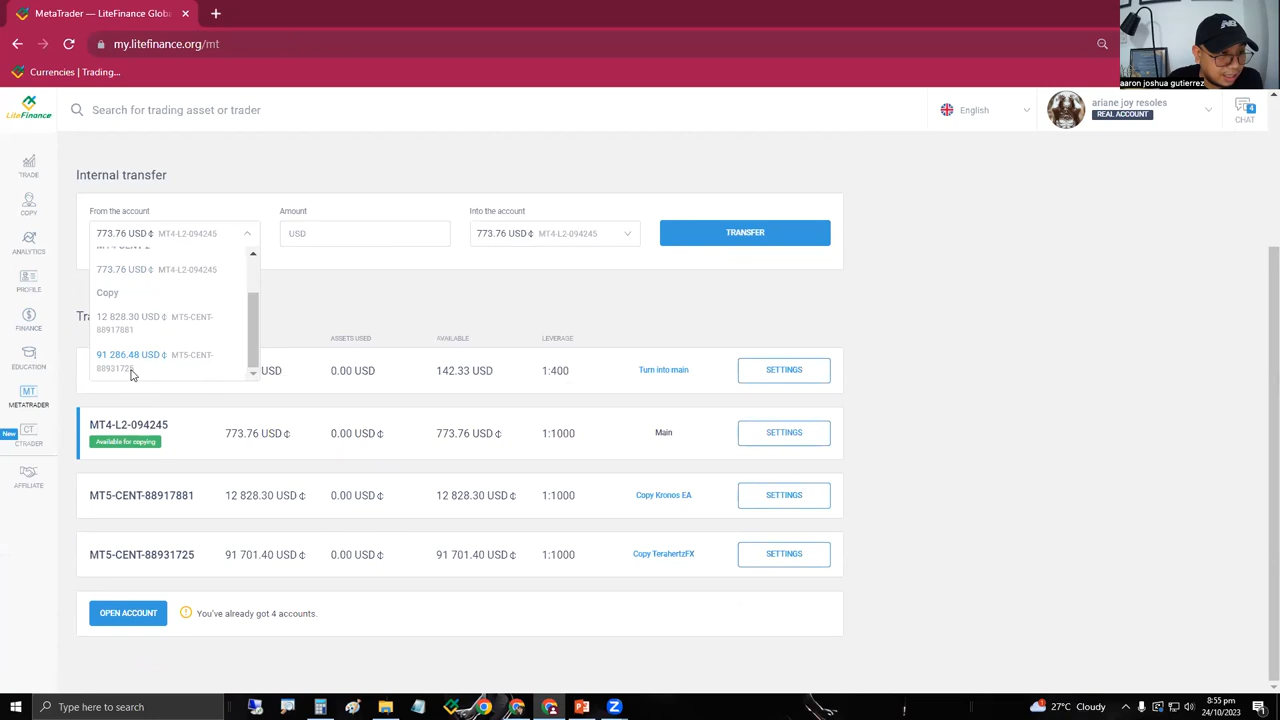 MetaTrader — LiteFinance Globa
my.litefinance.org/mt
Currencies | Trading...
aaron joshua gutierrez
LiteFinance
Search for trading asset or trader
English
ariane joy resoles
REAL ACCOUNT
4
CHAT
TRADE
COPY
ANALYTICS
PROFILE
FINANCE
EDUCATION
MT
METATRADER
New
CT
CTRADER
AFFILIATE
Internal transfer
From the account
Amount
Into the account
773.76 USD¢ MT4-L2-094245
USD
773.76 USD¢ MT4-L2-094245
TRANSFER
773.76 USD¢ MT4-L2-094245
Copy
12 828.30 USD ¢ MT5-CENT-
88917881
91 286.48 USD ¢ MT5-CENT-
88931725
ASSETS USED
AVAILABLE
LEVERAGE
USD
0.00 USD
142.33 USD
1:400
Turn into main
SETTINGS
MT4-L2-094245
Available for copying
773.76 USD ¢
0.00 USD ¢
773.76 USD ¢
1:1000
Main
SETTINGS
MT5-CENT-88917881
12 828.30 USD ¢
0.00 USD ¢
12 828.30 USD ¢
1:1000
Copy Kronos EA
SETTINGS
MT5-CENT-88931725
91 701.40 USD ¢
0.00 USD ¢
91 701.40 USD ¢
1:1000
Copy TerahertzFX
SETTINGS
OPEN ACCOUNT
You've already got 4 accounts.
Type here to search
27°C Cloudy
8:55 pm
24/10/2023